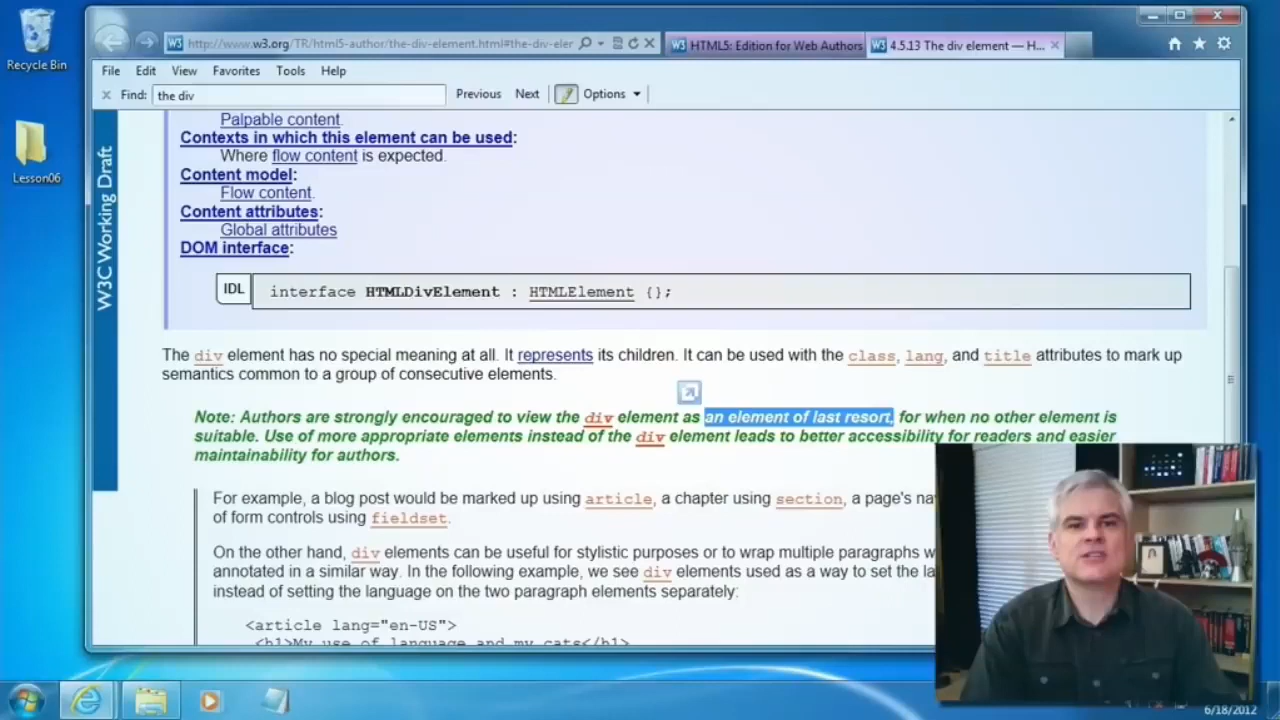 Recycle Bin
Lesson06
http://www.w3.org/TR/html5-author/the-div-element.html#the-div-eler
HTML5: Edition for Web Authors
4.5.13 The div element — H...
File Edit View Favorites Tools Help
Find: the div Previous Next Options
W3C Working Draft
Palpable content.
Contexts in which this element can be used:
Where flow content is expected.
Content model:
Flow content.
Content attributes:
Global attributes
DOM interface:
IDL
interface HTMLDivElement : HTMLElement {};
The div element has no special meaning at all. It represents its children. It can be used with the class, lang, and title attributes to mark up
semantics common to a group of consecutive elements.
Note: Authors are strongly encouraged to view the div element as an element of last resort, for when no other element is
suitable. Use of more appropriate elements instead of the div element leads to better accessibility for readers and easier
maintainability for authors.
For example, a blog post would be marked up using article, a chapter using section, a page's na
of form controls using fieldset.
On the other hand, div elements can be useful for stylistic purposes or to wrap multiple paragraphs w
annotated in a similar way. In the following example, we see div elements used as a way to set the la
instead of setting the language on the two paragraph elements separately:
<article lang="en-US">
<h1>My use of language and my cats</h1>
6/18/2012